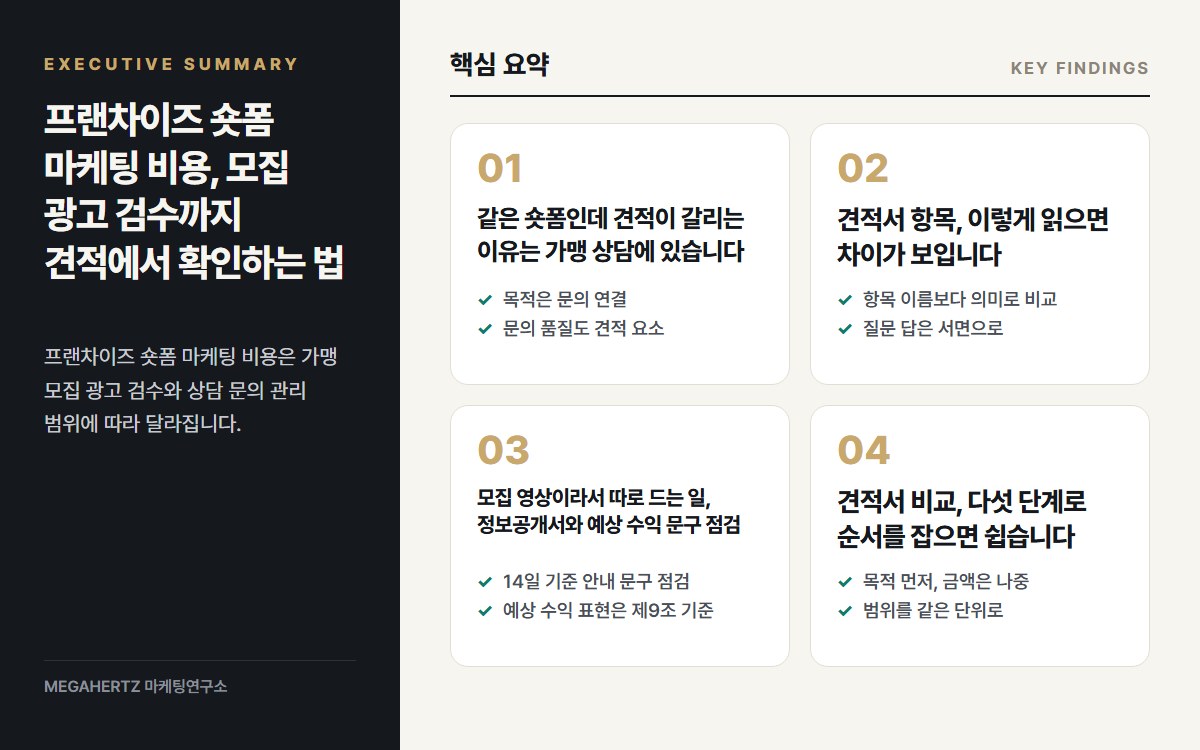 EXECUTIVE SUMMARY
프랜차이즈 숏폼
마케팅 비용, 모집
광고 검수까지
견적에서 확인하는 법
프랜차이즈 숏폼 마케팅 비용은 가맹
모집 광고 검수와 상담 문의 관리
범위에 따라 달라집니다.
MEGAHERTZ 마케팅연구소
핵심 요약
KEY FINDINGS
01
같은 숏폼인데 견적이 갈리는
이유는 가맹 상담에 있습니다
목적은 문의 연결
문의 품질도 견적 요소
02
견적서 항목, 이렇게 읽으면
차이가 보입니다
항목 이름보다 의미로 비교
질문 답은 서면으로
03
모집 영상이라서 따로 드는 일,
정보공개서와 예상 수익 문구 점검
14일 기준 안내 문구 점검
예상 수익 표현은 제9조 기준
04
견적서 비교, 다섯 단계로
순서를 잡으면 쉽습니다
목적 먼저, 금액은 나중
범위를 같은 단위로